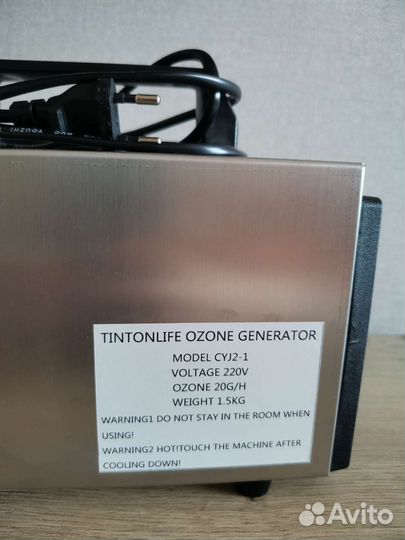 TINTONLIFE OZONE GENERATOR
MODEL CYJ2-1
VOLTAGE 220V
OZONE 20G/H
WEIGHT 1.5KG
WARNING1 DO NOT STAY IN THE ROOM WHEN
USING!
WARNING2 HOT!TOUCH THE MACHINE AFTER
COOLING DOWN!
Avito